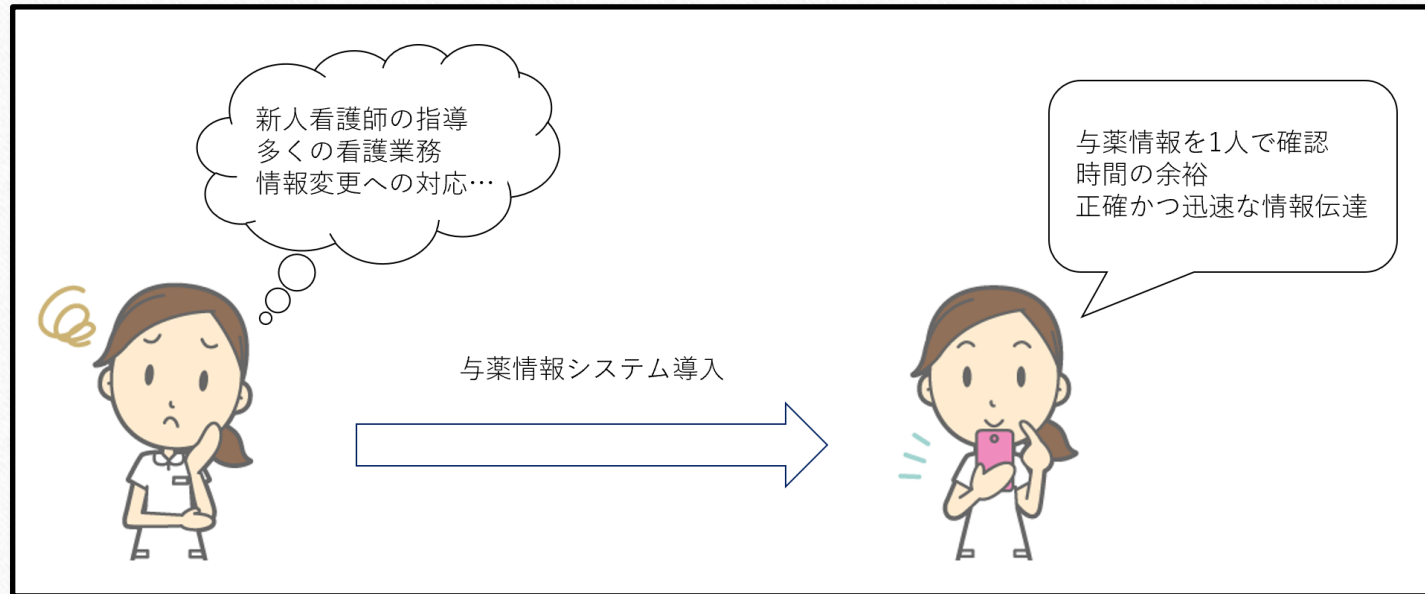 新人看護師の指導
多くの看護業務
情報変更への対応…
与薬情報を1人で確認
時間の余裕
正確かつ迅速な情報伝達
与薬情報システム導入